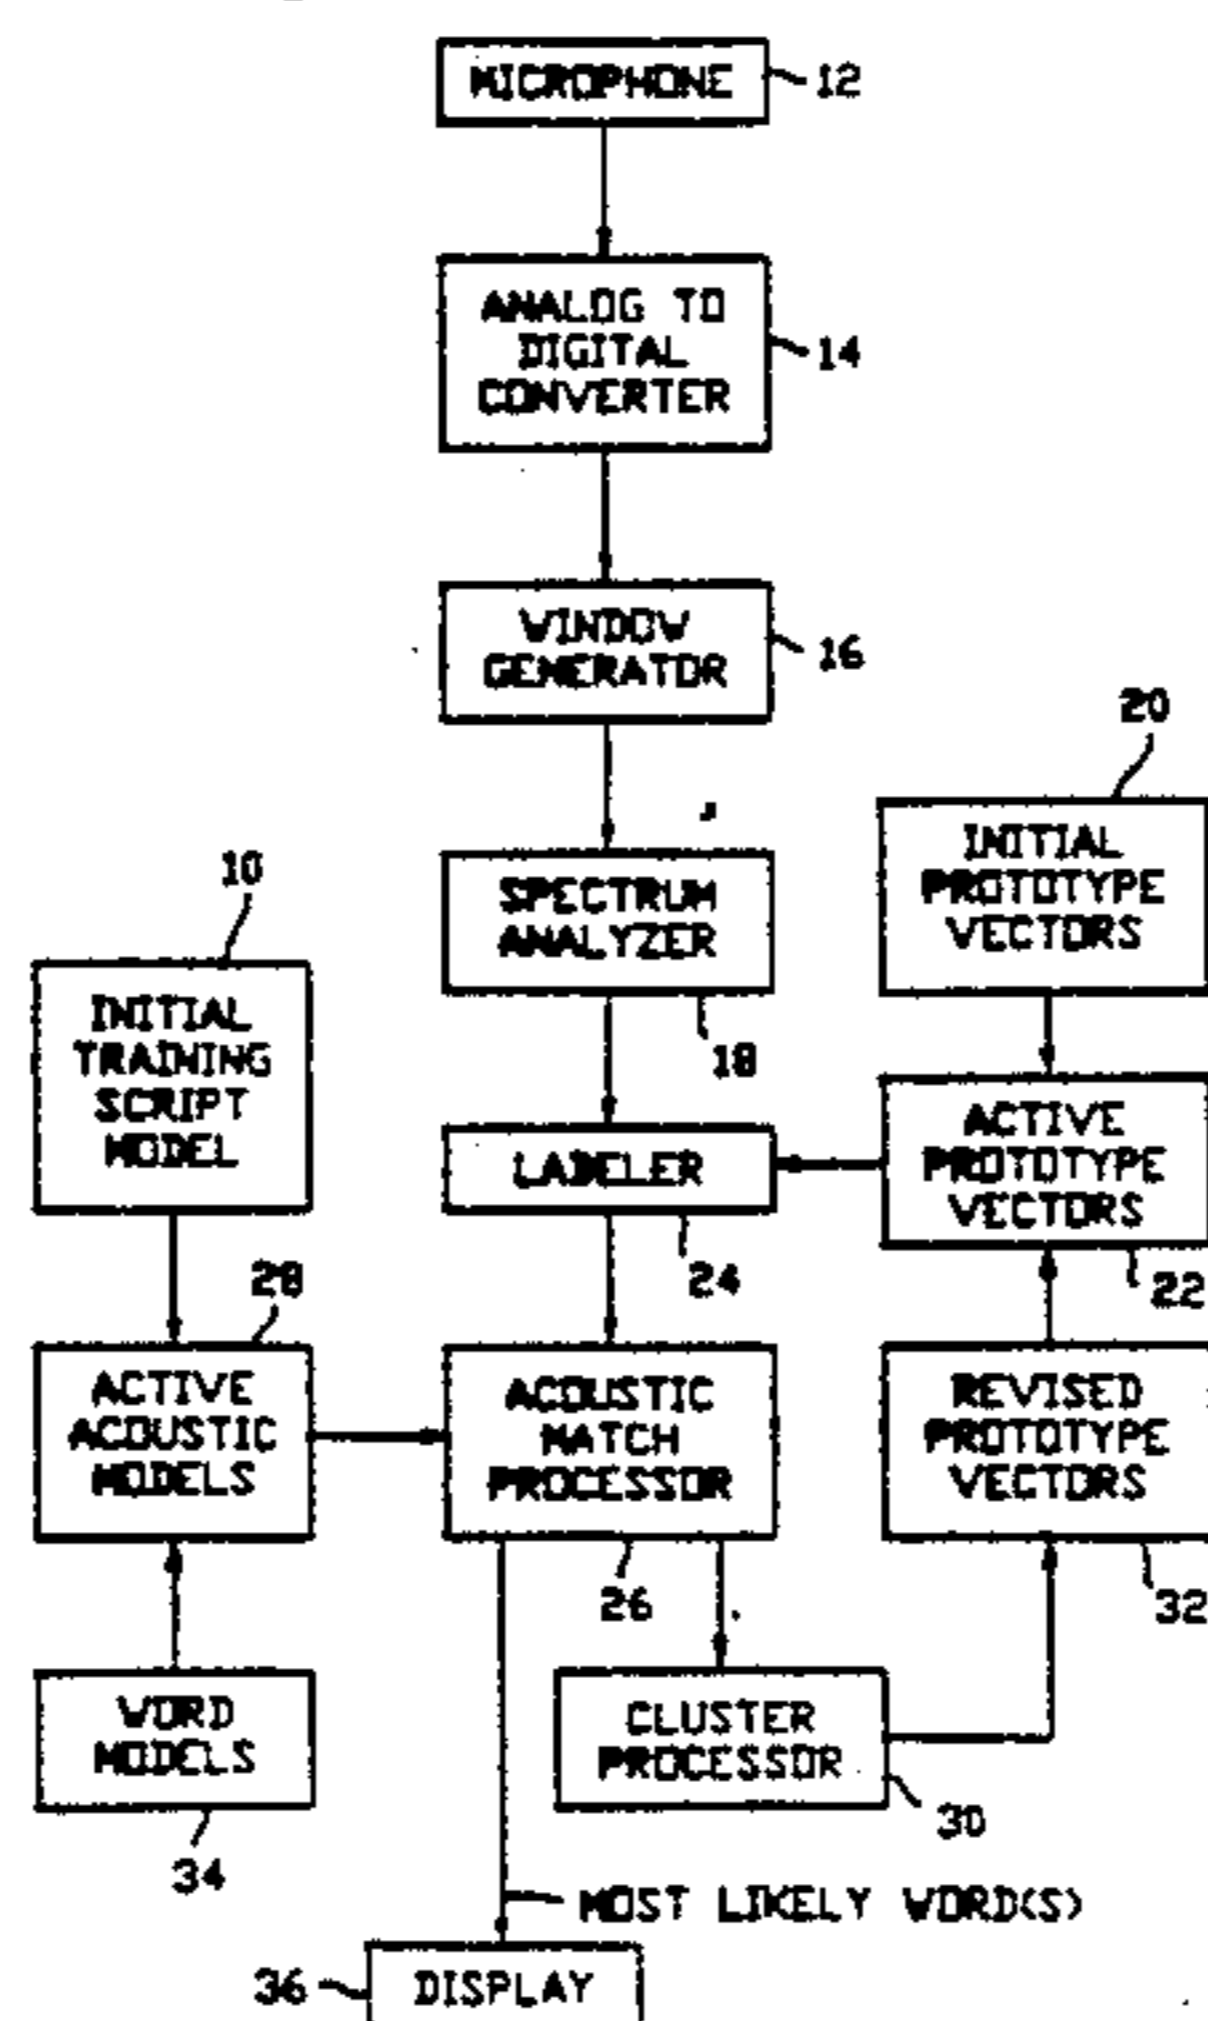 MICROPHONE
12
ANALOG TO
DIGITAL
CONVERTER
14
WINDOW
GENERATOR
16
20
INITIAL
PROTOTYPE
VECTORS
SPECTRUM
ANALYZER
18
10
INITIAL
TRAINING
SCRIPT
MODEL
LABELER
24
ACTIVE
PROTOTYPE
VECTORS
22
28
ACTIVE
ACOUSTIC
MODELS
ACOUSTIC
MATCH
PROCESSOR
26
REVISED
PROTOTYPE
VECTORS
32
WORD
MODELS
34
CLUSTER
PROCESSOR
30
MOST LIKELY WORD(S)
36
DISPLAY